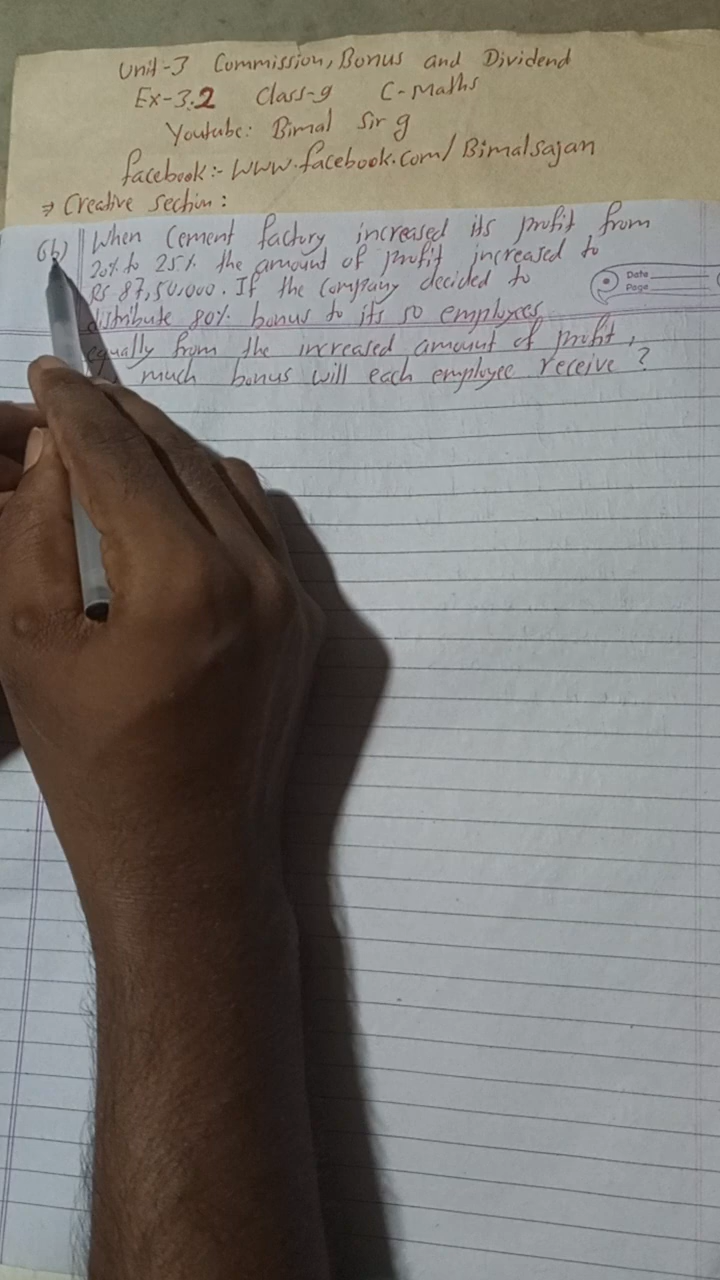 Unit-3 Commission, Bonus and Dividend
Ex-3.2 Class-9 C-Maths
Youtube: Bimal Sir g
facebook:- www.facebook.com/Bimalsajan
⇒ Creative section:
6b) When Cement factory increased its profit from
20% to 25% the amount of profit increased to
Rs 87,50,000. If the Company decided to
Date
Page
distribute 80% bonus to its 50 employees
equally from the increased amount of profit,
much bonus will each employee receive?